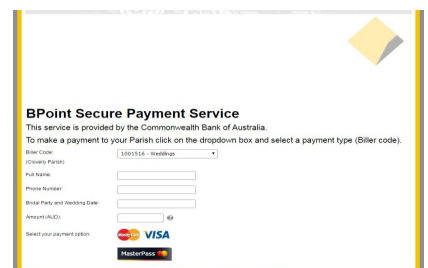 BPoint Secure Payment Service
This service is provided by the Commonwealth Bank of Australia.
To make a payment to your Parish click on the dropdown box and select a payment type (Biller code).
Biller Code: 1001516 - Weddings
(Cloverly Parish)
Full Name:
Phone Number:
Bridal Party and Wedding Date:
Amount (AUD):
Select your payment option: MasterCard VISA
MasterPass